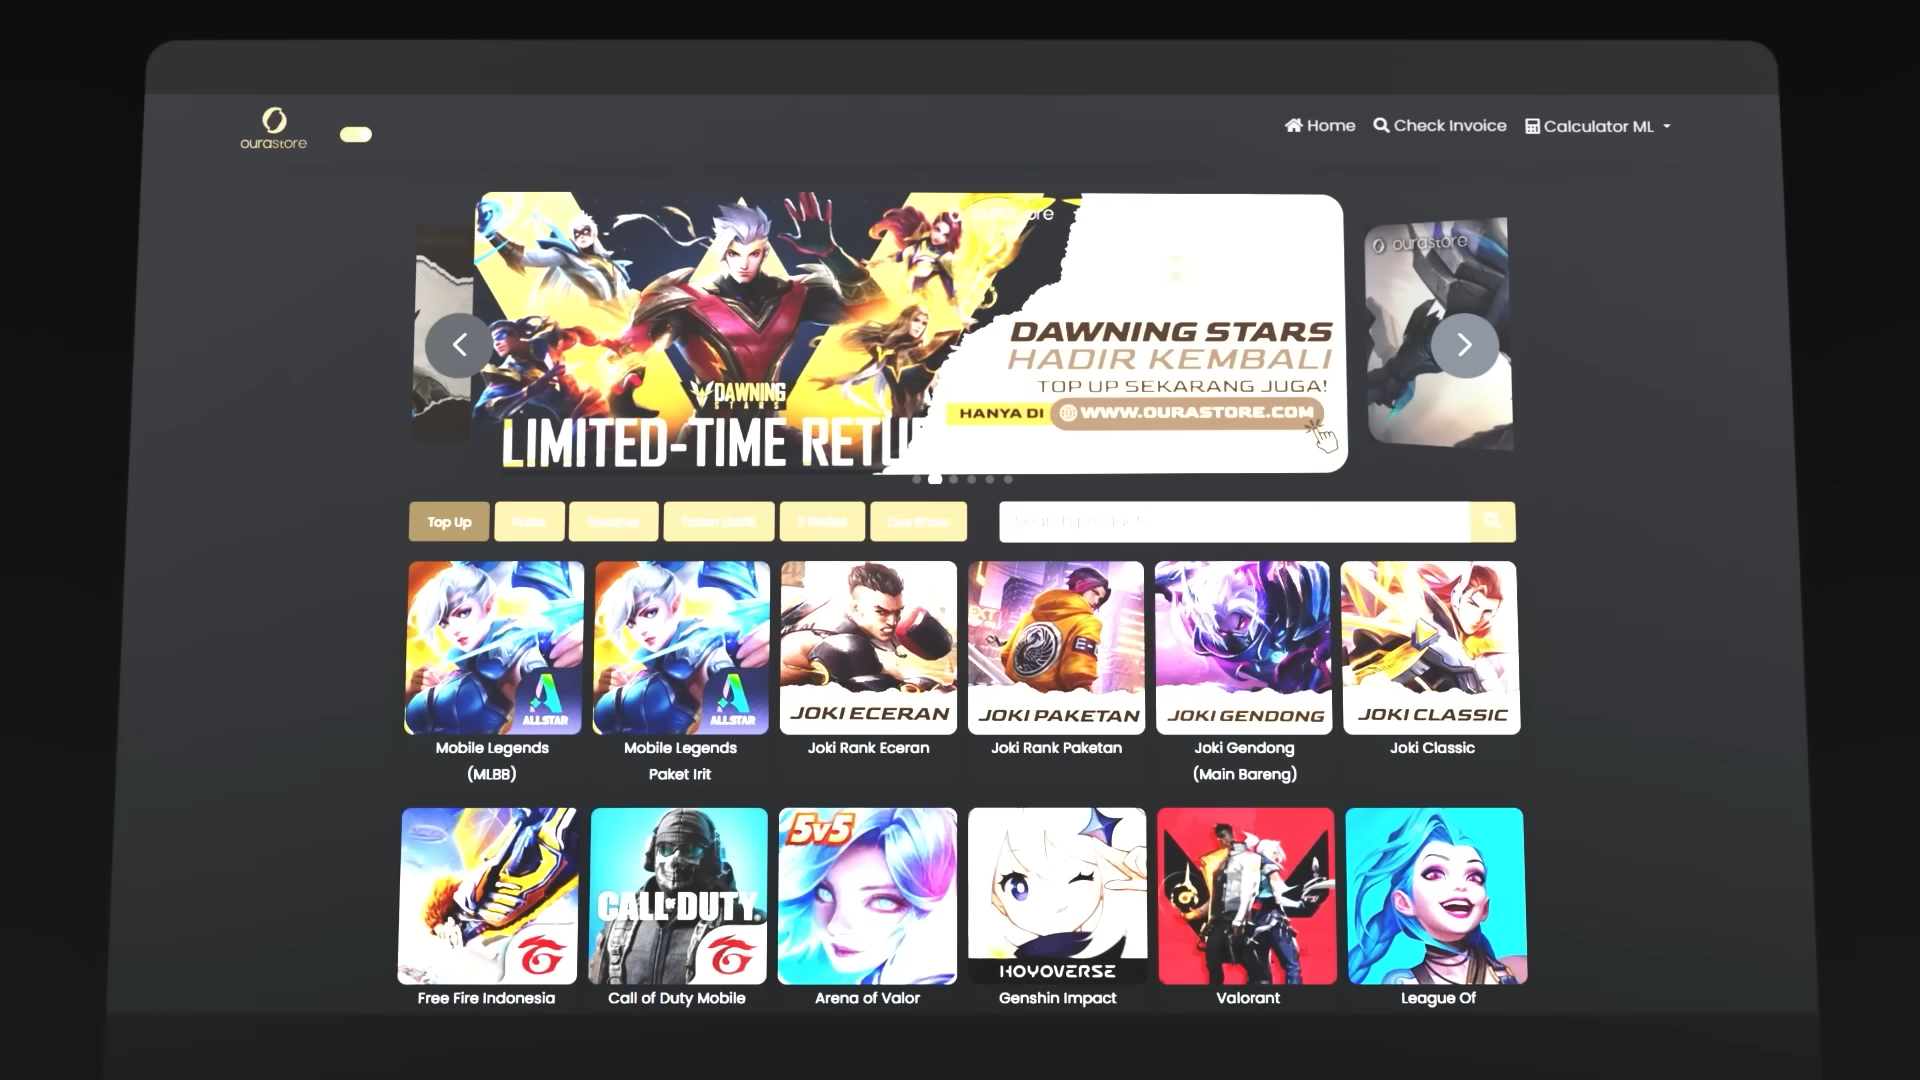 ourastore
Home
Check Invoice
Calculator ML
ourastore
DAWNING STARS
HADIR KEMBALI
TOP UP SEKARANG JUGA!
HANYA DI WWW.OURASTORE.COM
DAWNING
STARS
LIMITED-TIME RETU
Top Up
ALLSTAR
ALLSTAR
JOKI ECERAN
JOKI PAKETAN
JOKI GENDONG
JOKI CLASSIC
Mobile Legends
(MLBB)
Mobile Legends
Paket Irit
Joki Rank Eceran
Joki Rank Paketan
Joki Gendong
(Main Bareng)
Joki Classic
5v5
CALL OF DUTY
HOYOVERSE
Free Fire Indonesia
Call of Duty Mobile
Arena of Valor
Genshin Impact
Valorant
League Of